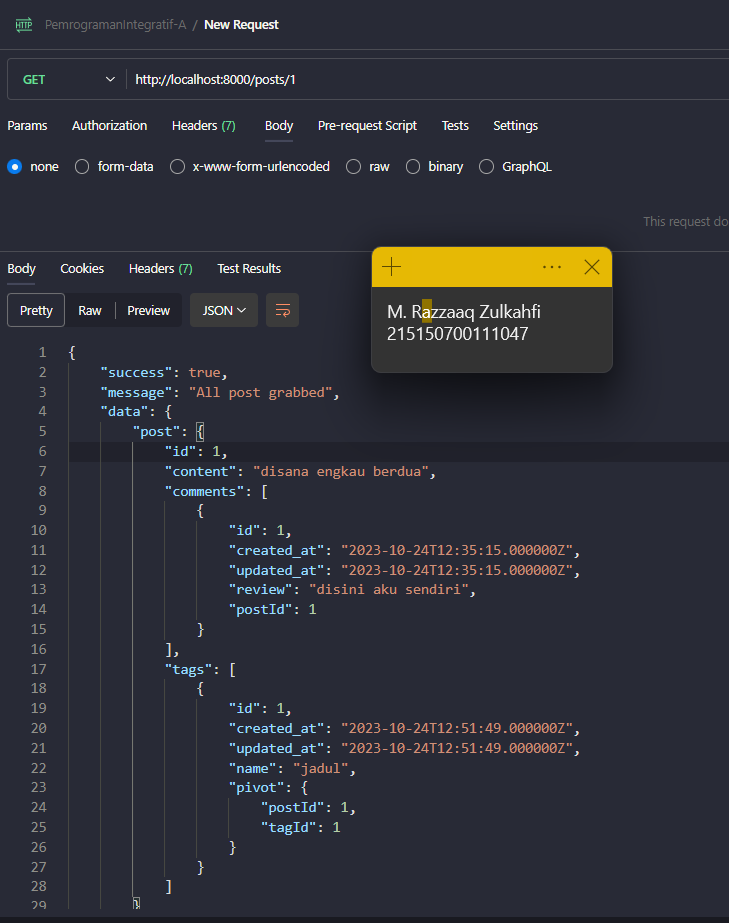 HTTP PemrogramanIntegratif-A / New Request
GET http://localhost:8000/posts/1
Params Authorization Headers (7) Body Pre-request Script Tests Settings
none form-data x-www-form-urlencoded raw binary GraphQL
This request do
Body Cookies Headers (7) Test Results
Pretty Raw Preview JSON
M. Razzaaq Zulkahfi
215150700111047
1 {
2 "success": true,
3 "message": "All post grabbed",
4 "data": {
5 "post": {
6 "id": 1,
7 "content": "disana engkau berdua",
8 "comments": [
9 {
10 "id": 1,
11 "created_at": "2023-10-24T12:35:15.000000Z",
12 "updated_at": "2023-10-24T12:35:15.000000Z",
13 "review": "disini aku sendiri",
14 "postId": 1
15 }
16 ],
17 "tags": [
18 {
19 "id": 1,
20 "created_at": "2023-10-24T12:51:49.000000Z",
21 "updated_at": "2023-10-24T12:51:49.000000Z",
22 "name": "jadul",
23 "pivot": {
24 "postId": 1,
25 "tagId": 1
26 }
27 }
28 ]
29 }